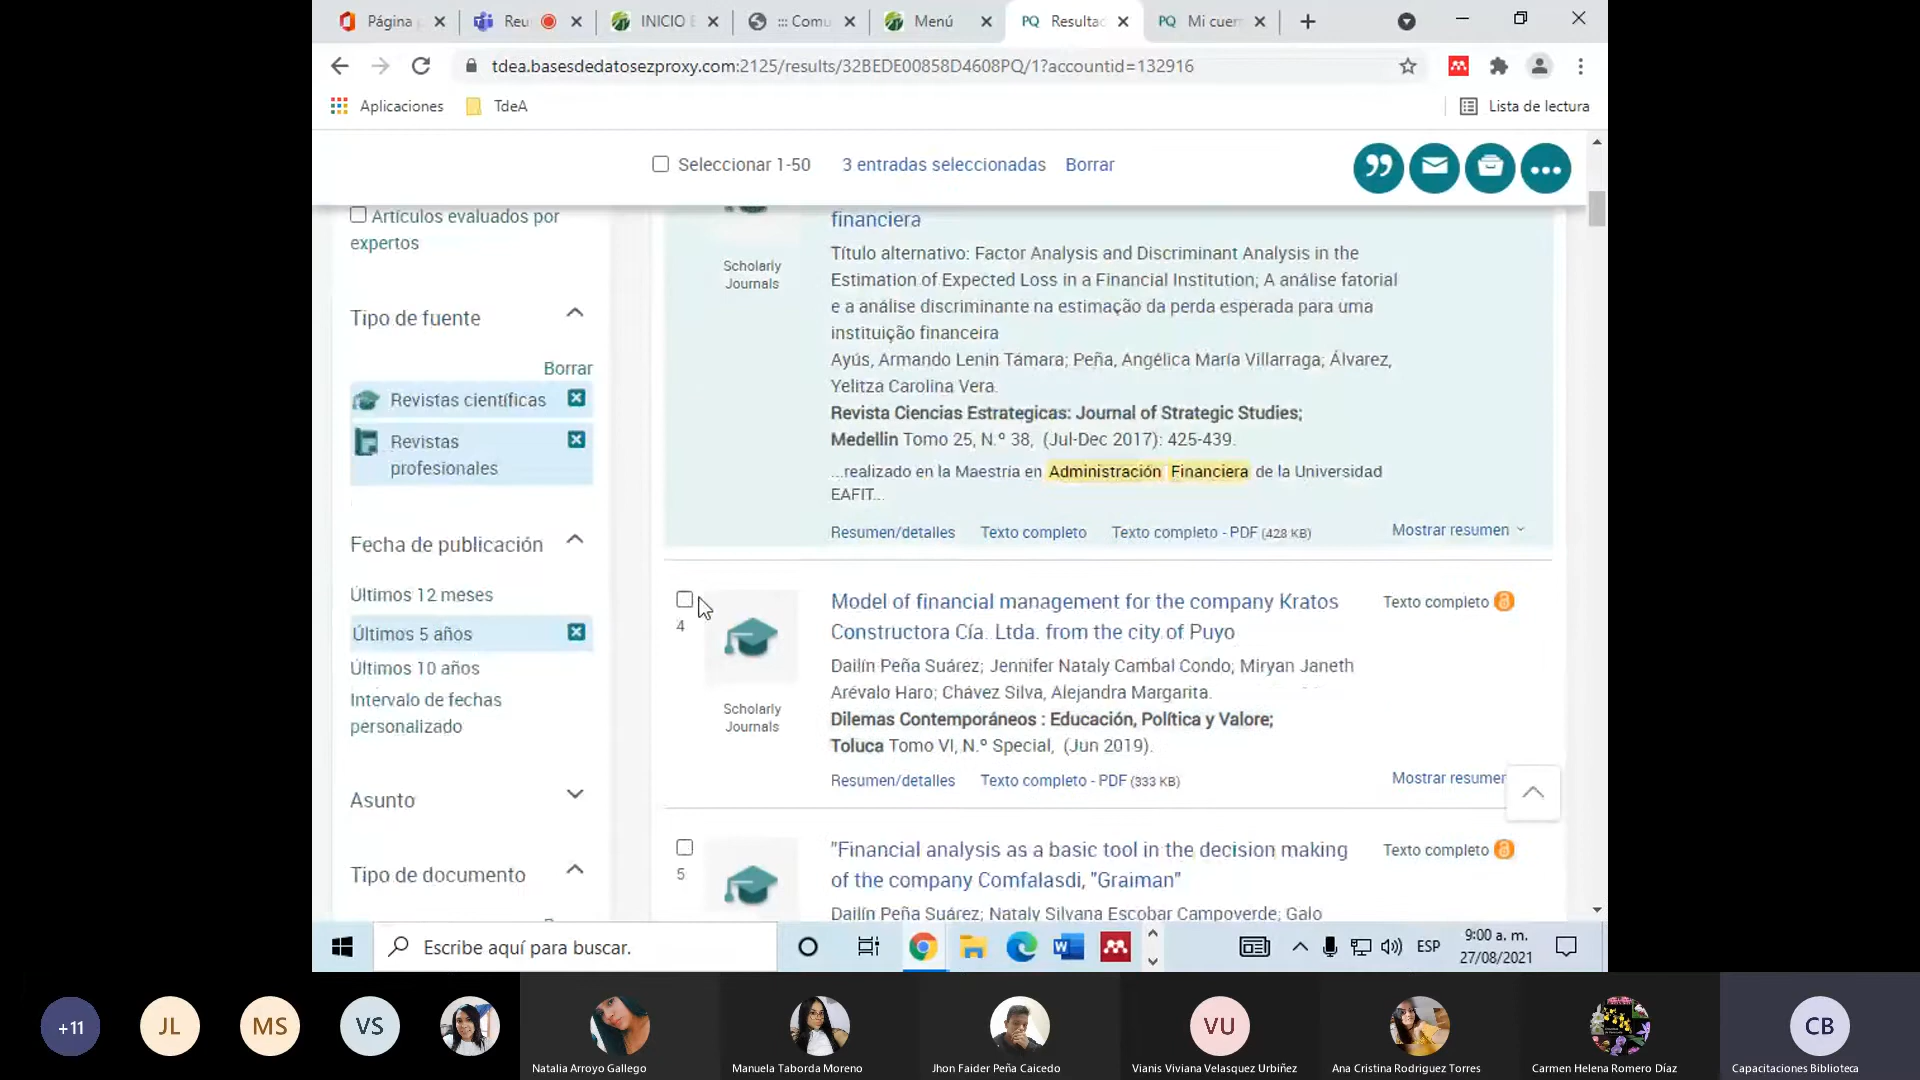 Página
Reu
INICIO E
::: Comu
Menú
PQ Resultad
PQ Mi cuen
tdea.basesdedatosezproxy.com:2125/results/32BEDE00858D4608PQ/1?accountid=132916
Aplicaciones
TdeA
Lista de lectura
Seleccionar 1-50
3 entradas seleccionadas
Borrar
Artículos evaluados por
expertos
Tipo de fuente
Borrar
Revistas científicas
Revistas
profesionales
Fecha de publicación
Últimos 12 meses
Últimos 5 años
Últimos 10 años
Intervalo de fechas
personalizado
Asunto
Tipo de documento
financiera
Scholarly
Journals
Título alternativo: Factor Analysis and Discriminant Analysis in the
Estimation of Expected Loss in a Financial Institution; A análise fatorial
e a análise discriminante na estimação da perda esperada para uma
instituição financeira
Ayús, Armando Lenin Támara; Peña, Angélica María Villarraga; Álvarez,
Yelitza Carolina Vera.
Revista Ciencias Estrategicas: Journal of Strategic Studies;
Medellin Tomo 25, N.º 38, (Jul-Dec 2017): 425-439.
...realizado en la Maestría en Administración Financiera de la Universidad
EAFIT...
Resumen/detalles
Texto completo
Texto completo - PDF (428 KB)
Mostrar resumen
4
Scholarly
Journals
Model of financial management for the company Kratos
Constructora Cía. Ltda. from the city of Puyo
Texto completo
Dailín Peña Suárez; Jennifer Nataly Cambal Condo; Miryan Janeth
Arévalo Haro; Chávez Silva, Alejandra Margarita.
Dilemas Contemporáneos : Educación, Política y Valore;
Toluca Tomo VI, N.º Special, (Jun 2019).
Resumen/detalles
Texto completo - PDF (333 KB)
Mostrar resumen
5
"Financial analysis as a basic tool in the decision making
of the company Comfalasdi, "Graiman"
Texto completo
Dailín Peña Suárez; Nataly Silvana Escobar Campoverde; Galo
Escribe aquí para buscar.
ESP
9:00 a. m.
27/08/2021
+11
JL
MS
VS
Natalia Arroyo Gallego
Manuela Taborda Moreno
Jhon Faider Peña Caicedo
VU
Vianis Viviana Velasquez Urbiñez
Ana Cristina Rodriguez Torres
Carmen Helena Romero Díaz
CB
Capacitaciones Biblioteca